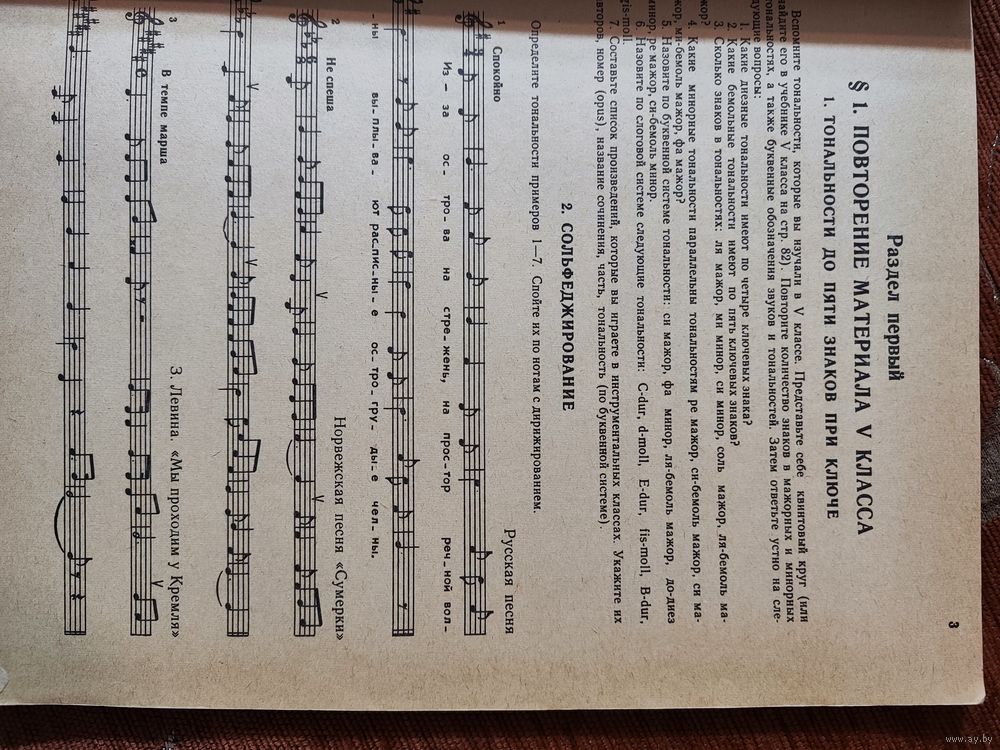 3
Раздел первый
§ 1. ПОВТОРЕНИЕ МАТЕРИАЛА V КЛАССА
1. ТОНАЛЬНОСТИ ДО ПЯТИ ЗНАКОВ ПРИ КЛЮЧЕ
Вспомните тональности, которые вы изучали в V классе. Представьте себе квинтовый круг (или
найдите его в учебнике V класса на стр. 82). Повторите количество знаков в мажорных и минорных
тональностях, а также буквенные обозначения звуков и тональностей. Затем ответьте устно на сле-
дующие вопросы:
1. Какие диезные тональности имеют по четыре ключевых знака?
2. Какие бемольные тональности имеют по пять ключевых знаков?
3. Сколько знаков в тональностях: ля мажор, ми минор, си минор, соль мажор, ля-бемоль ма-
жор?
4. Какие минорные тональности параллельны тональностям ре мажор, си-бемоль мажор, си ма-
жор, ми-бемоль мажор, фа мажор?
5. Назовите по буквенной системе тональности: си мажор, фа минор, ля-бемоль мажор, до-диез
минор, ре мажор, си-бемоль минор.
6. Назовите по слоговой системе следующие тональности: C-dur, d-moll, E-dur, fis-moll, B-dur,
gis-moll.
7. Составьте список произведений, которые вы играете в инструментальных классах. Укажите их
авторов, номер (opus), название сочинения, часть, тональность (по буквенной системе).
2. СОЛЬФЕДЖИРОВАНИЕ
Определите тональности примеров 1—7. Спойте их по нотам с дирижированием.
1 Спокойно
Русская песня
Из - за ос - тро - ва на стре - жень, на прос - тор реч - ной вол -
- ны вы - плы - ва - ют рас - пис - ны - е ос - тро - гру - ды - е чел - ны.
2 Не спеша
Норвежская песня «Сумерки»
3 В темпе марша
З. Левина. «Мы проходим у Кремля»
www.ay.by